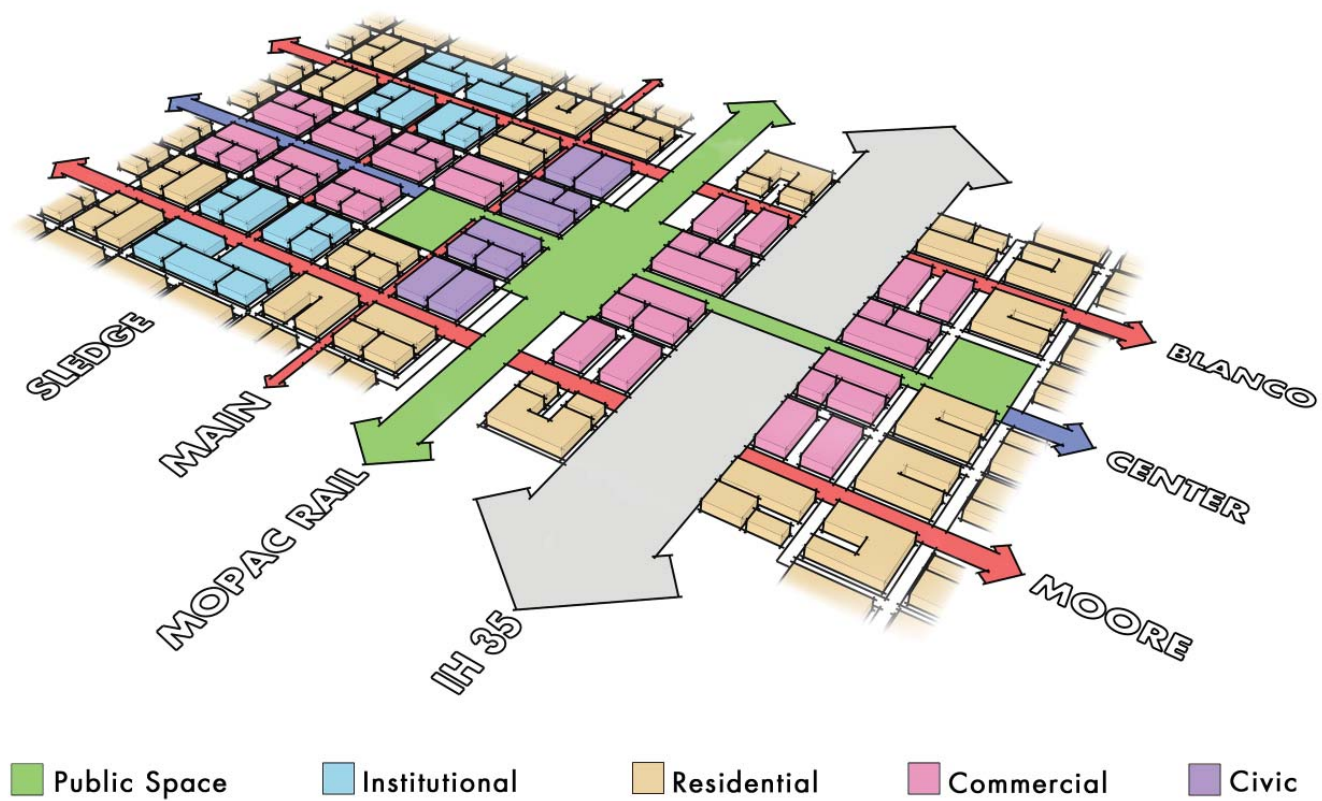 SLEDGE
MAIN
MOPAC RAIL
IH 35
BLANCO
CENTER
MOORE
Public Space
Institutional
Residential
Commercial
Civic